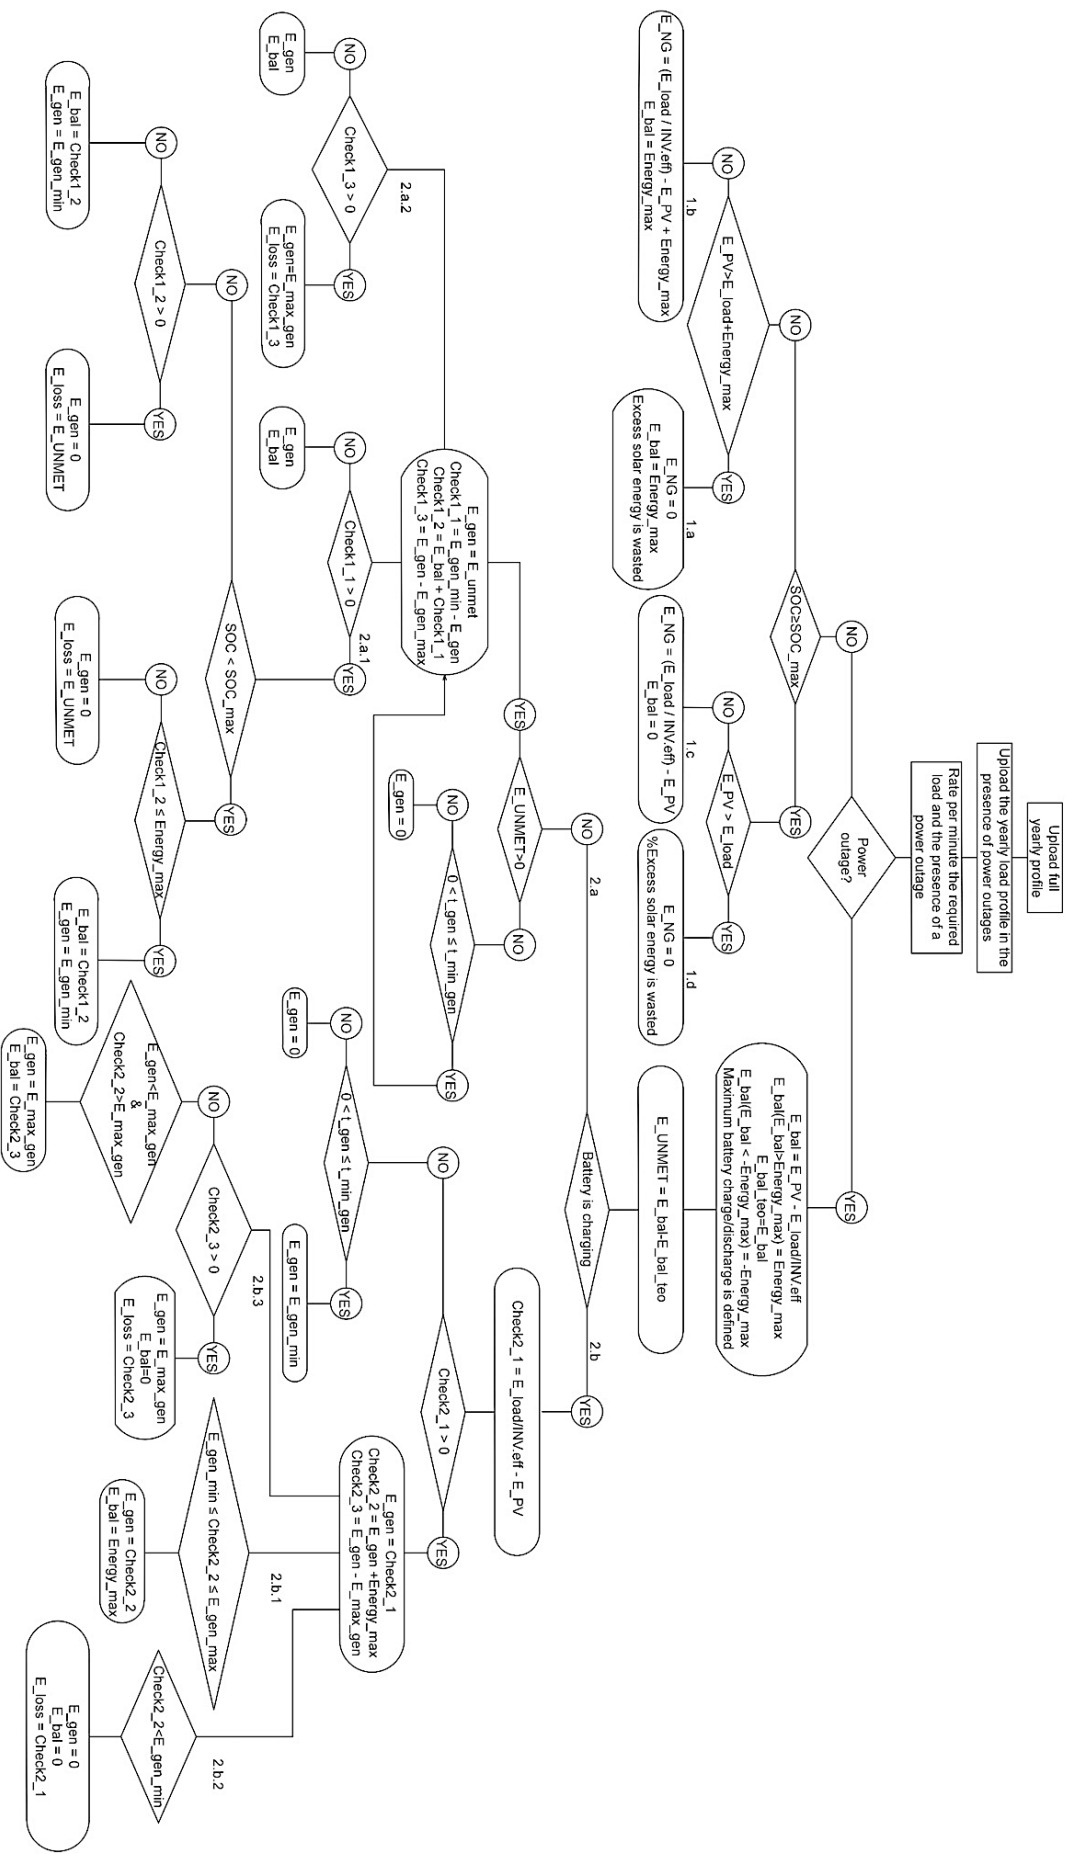 Upload full
yearly profile
Upload the yearly load profile in the
presence of power outages
Rate per minute the required
load and the presence of a
power outage
Power
outage?
NO
YES
SOC≥SOC_max
NO
YES
E_PV>E_load+Energy_max
NO
YES
1.b
E_NG = (E_load / INV.eff) - E_PV + Energy_max
E_bal = Energy_max
1.a
E_NG = 0
E_bal = Energy_max
Excess solar energy is wasted
E_PV > E_load
NO
YES
1.c
E_NG = (E_load / INV.eff) - E_PV
E_bal = 0
1.d
E_NG = 0
%Excess solar energy is wasted
E_bal = E_PV - E_load/INV.eff
E_bal(E_bal>Energy_max) = Energy_max
E_bal_teo=E_bal
E_bal(E_bal < -Energy_max) = -Energy_max
Maximum battery charge/discharge is defined
E_UNMET = E_bal-E_bal_teo
Battery is charging
NO
2.a
2.b
YES
E_UNMET>0
YES
NO
0 < t_gen ≤ t_min_gen
NO
YES
E_gen = 0
E_gen = E_unmet
Check1_1 = E_gen_min - E_gen
Check1_2 = E_bal + Check1_1
Check1_3 = E_gen - E_gen_max
2.a.2
Check1_3 > 0
NO
YES
E_gen
E_bal
E_gen=E_max_gen
E_loss = Check1_3
2.a.1
Check1_1 > 0
NO
YES
E_gen
E_bal
SOC < SOC_max
NO
YES
Check1_2 > 0
NO
YES
E_bal = Check1_2
E_gen = E_gen_min
E_gen = 0
E_loss = E_UNMET
Check1_2 ≤ Energy_max
NO
YES
E_gen = 0
E_loss = E_UNMET
E_bal = Check1_2
E_gen = E_gen_min
Check2_1 = E_load/INV.eff - E_PV
Check2_1 > 0
NO
YES
0 < t_gen ≤ t_min_gen
NO
YES
E_gen = 0
E_gen = E_gen_min
E_gen = Check2_1
Check2_2 = E_gen +Energy_max
Check2_3 = E_gen - E_max_gen
2.b.3
Check2_3 > 0
NO
YES
E_gen<E_max_gen
&
Check2_2>E_max_gen
E_gen = E_max_gen
E_bal = Check2_3
E_gen = E_max_gen
E_bal=0
E_loss = Check2_3
2.b.1
E_gen_min ≤ Check2_2 ≤ E_gen_max
E_gen = Check2_2
E_bal = Energy_max
2.b.2
Check2_2<E_gen_min
E_gen = 0
E_bal = 0
E_loss = Check2_1